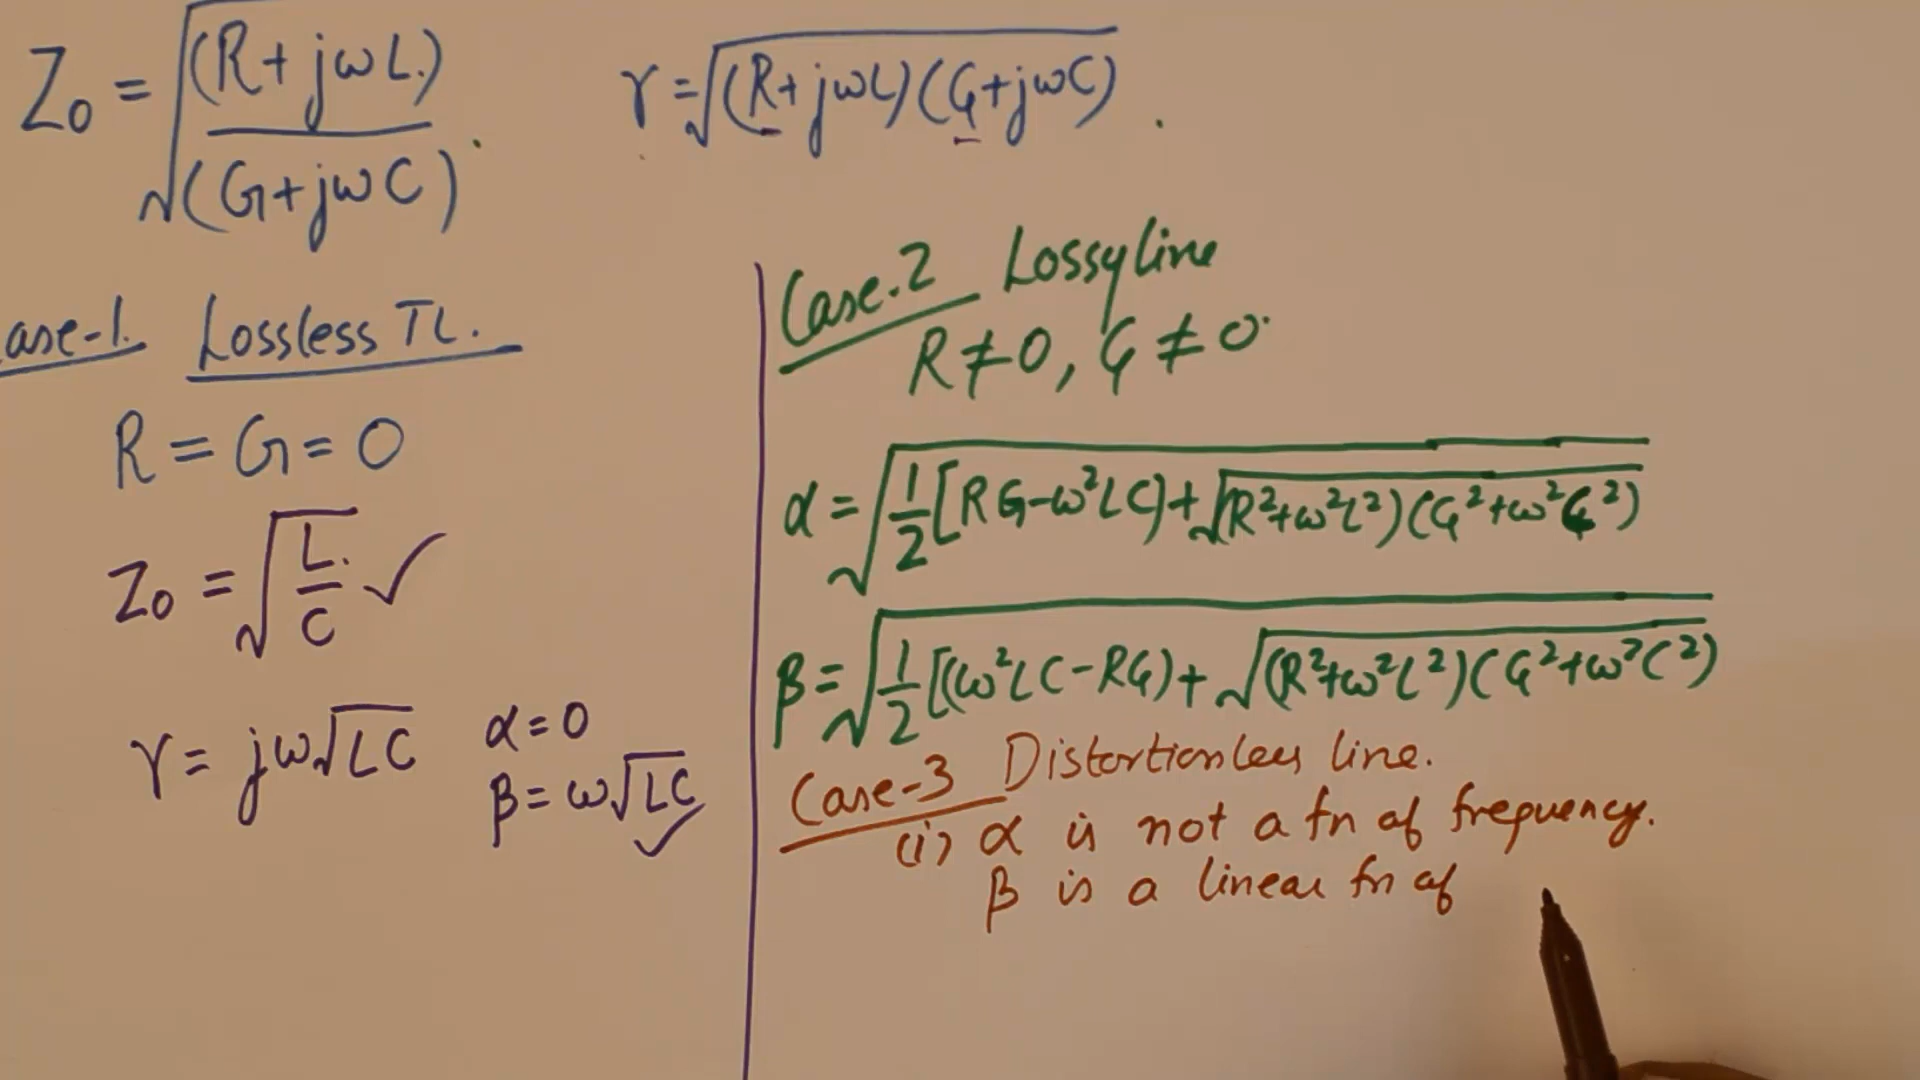 Z₀ = √((R+jωL)/(G+jωC))
γ = √((R+jωL)(G+jωC))
ase-1. Lossless TL.
R = G = 0
Z₀ = √(L/C) ✓
γ = jω√LC
α = 0
β = ω√LC ✓
Case.2 Lossy line
R ≠ 0, G ≠ 0
α = √(1/2 [RG-ω²LC) + √(R²+ω²L²)(G²+ω²C²)
β = √(1/2 [(ω²LC-RG) + √(R²+ω²L²)(G²+ω²C²)
Case-3 Distortionless line.
(i) α is not a fn of frequency.
β is a linear fn of